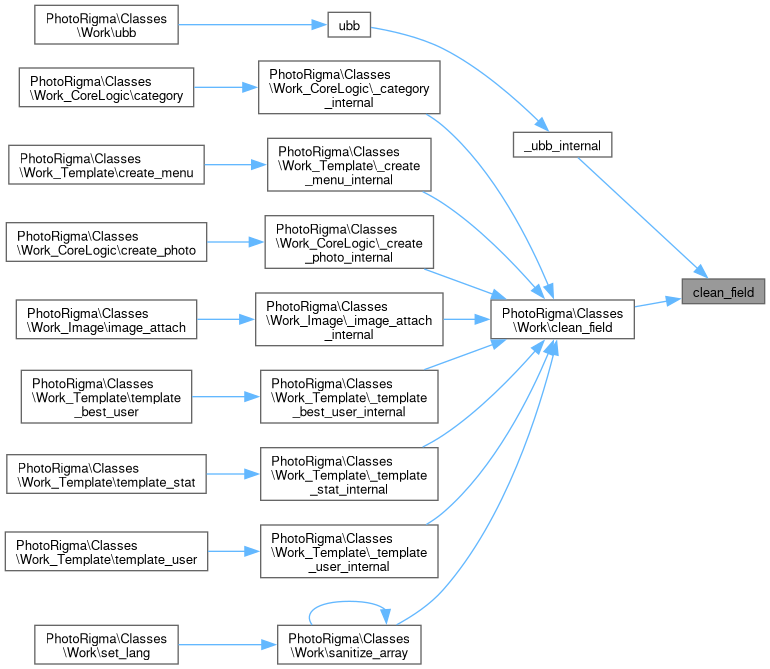 PhotoRigma\Classes
\Work\ubb
ubb
PhotoRigma\Classes
\Work_CoreLogic\category
PhotoRigma\Classes
\Work_CoreLogic\_category
_internal
_ubb_internal
PhotoRigma\Classes
\Work_Template\create_menu
PhotoRigma\Classes
\Work_Template\_create
_menu_internal
PhotoRigma\Classes
\Work_CoreLogic\create_photo
PhotoRigma\Classes
\Work_CoreLogic\_create
_photo_internal
clean_field
PhotoRigma\Classes
\Work_Image\image_attach
PhotoRigma\Classes
\Work_Image\_image_attach
_internal
PhotoRigma\Classes
\Work\clean_field
PhotoRigma\Classes
\Work_Template\template
_best_user
PhotoRigma\Classes
\Work_Template\_template
_best_user_internal
PhotoRigma\Classes
\Work_Template\template_stat
PhotoRigma\Classes
\Work_Template\_template
_stat_internal
PhotoRigma\Classes
\Work_Template\template_user
PhotoRigma\Classes
\Work_Template\_template
_user_internal
PhotoRigma\Classes
\Work\set_lang
PhotoRigma\Classes
\Work\sanitize_array